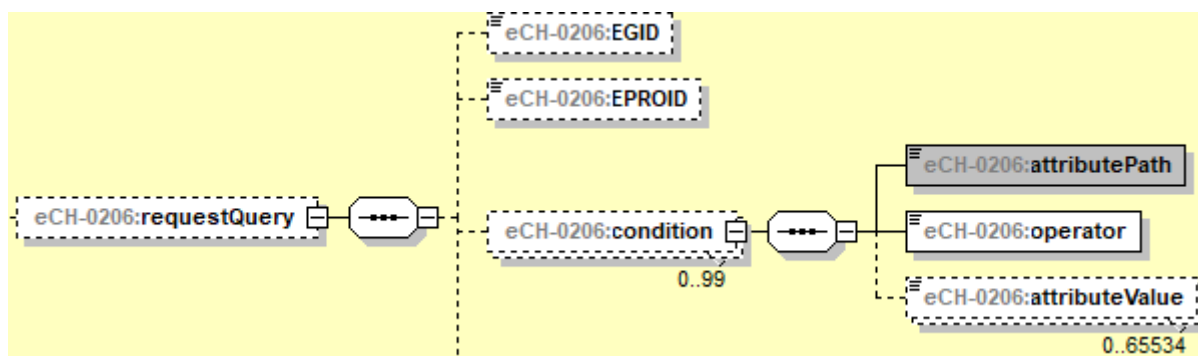 eCH-0206:EGID
eCH-0206:EPROID
eCH-0206:attributePath
eCH-0206:requestQuery
eCH-0206:condition
eCH-0206:operator
0..99
eCH-0206:attributeValue
0..65534